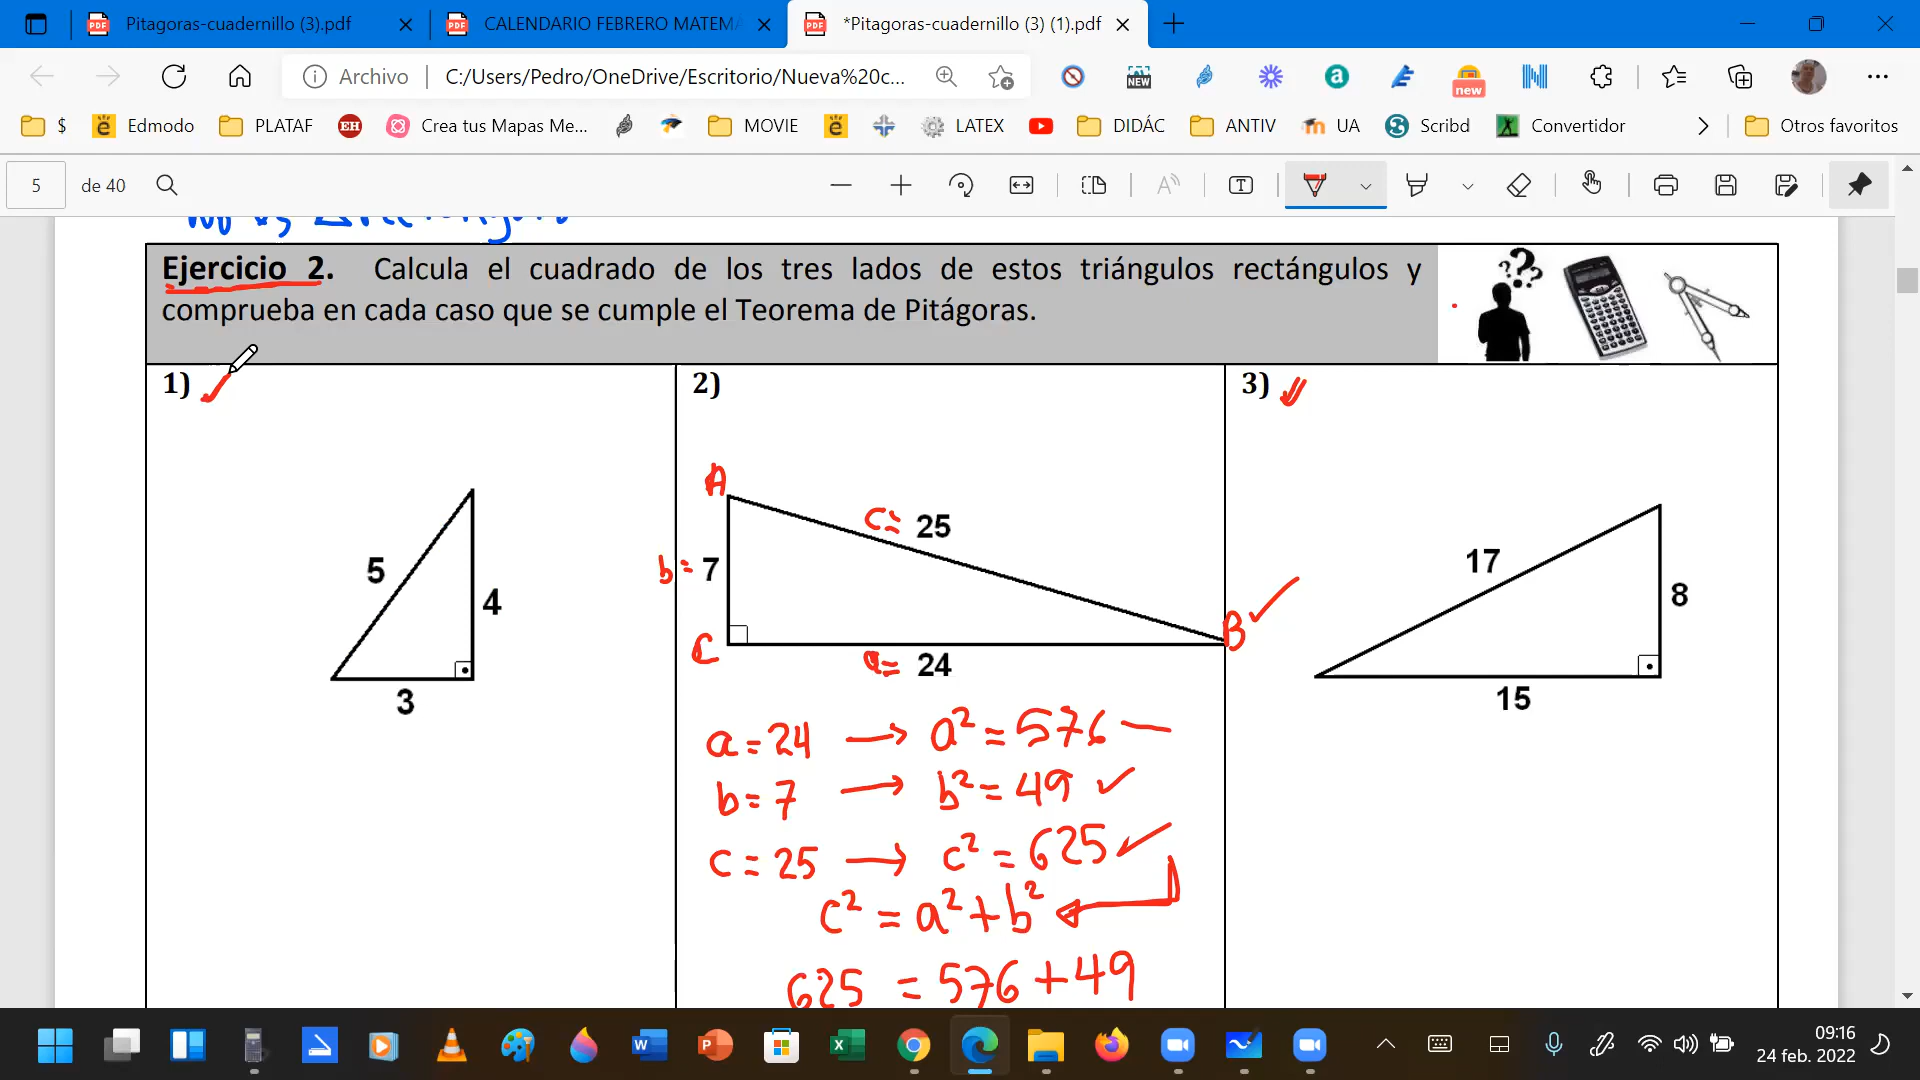 Pitagoras-cuadernillo (3).pdf
CALENDARIO FEBRERO MATEMA
*Pitagoras-cuadernillo (3) (1).pdf
Archivo
C:/Users/Pedro/OneDrive/Escritorio/Nueva%20c...
NEW
new
$
Edmodo
PLATAF
EH
Crea tus Mapas Me...
MOVIE
LATEX
DIDÁC
ANTIV
UA
Scribd
Convertidor
Otros favoritos
5 de 40
Ejercicio 2. Calcula el cuadrado de los tres lados de estos triángulos rectángulos y
comprueba en cada caso que se cumple el Teorema de Pitágoras.
1)
5
4
3
2)
A
c= 25
b= 7
B
C
a= 24
a = 24 → a² = 576
b = 7 → b² = 49 ✓
c = 25 → c² = 625 ✓
c² = a² + b²
625 = 576 + 49
3)
17
8
15
09:16
24 feb. 2022